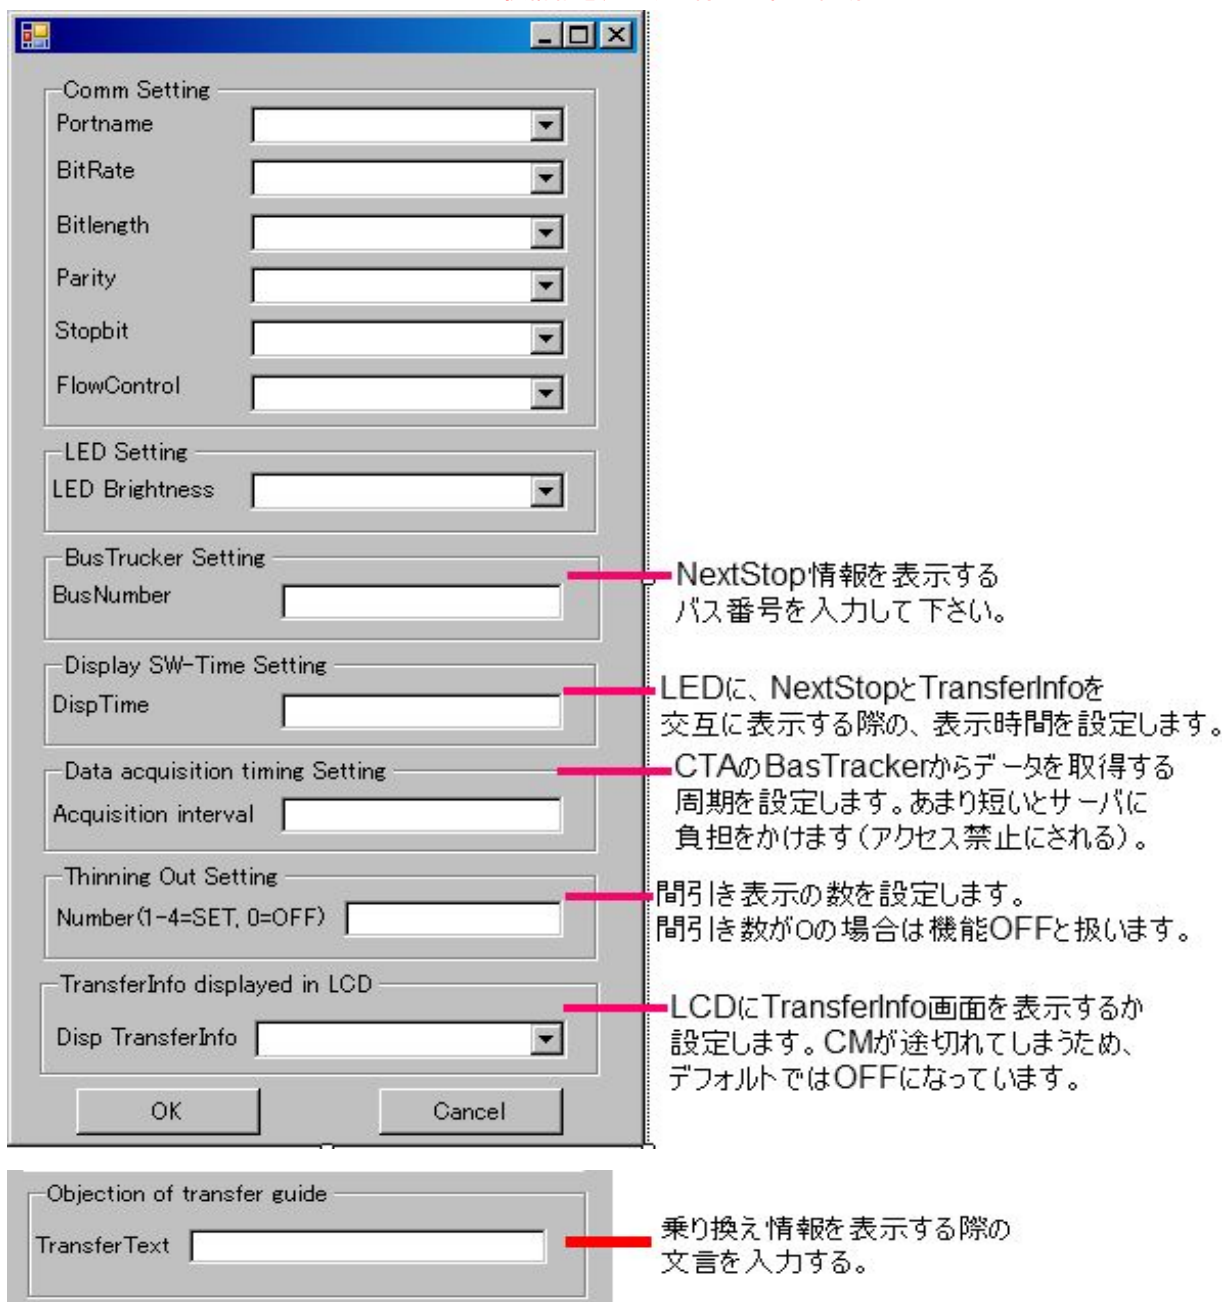 Comm Setting
Portname
BitRate
Bitlength
Parity
Stopbit
FlowControl
LED Setting
LED Brightness
BusTrucker Setting
BusNumber
NextStop情報を表示する
バス番号を入力して下さい。
Display SW-Time Setting
DispTime
LEDに、NextStopとTransferInfoを
交互に表示する際の、表示時間を設定します。
Data acquisition timing Setting
Acquisition interval
CTAのBasTrackerからデータを取得する
周期を設定します。あまり短いとサーバに
負担をかけます（アクセス禁止にされる）。
Thinning Out Setting
Number(1-4=SET, 0=OFF)
間引き表示の数を設定します。
間引き数が0の場合は機能OFFと扱います。
TransferInfo displayed in LCD
Disp TransferInfo
LCDにTransferInfo画面を表示するか
設定します。CMが途切れてしまうため、
デフォルトではOFFになっています。
OK
Cancel
Objection of transfer guide
TransferText
乗り換え情報を表示する際の
文言を入力する。